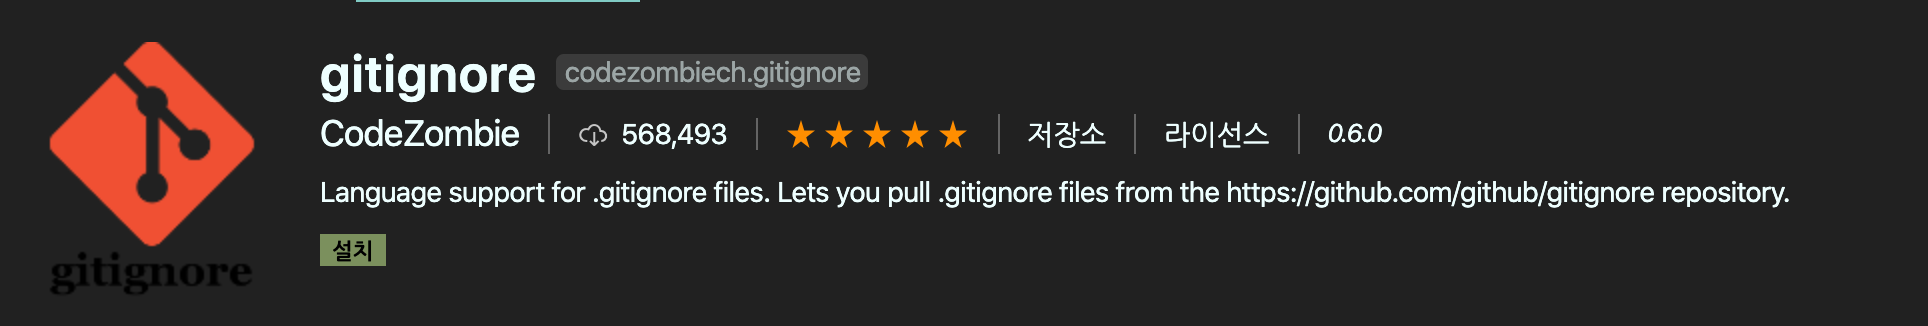 gitignore codezombiech.gitignore
CodeZombie 568,493 저장소 라이선스 0.6.0
Language support for .gitignore files. Lets you pull .gitignore files from the https://github.com/github/gitignore repository.
설치
gitignore